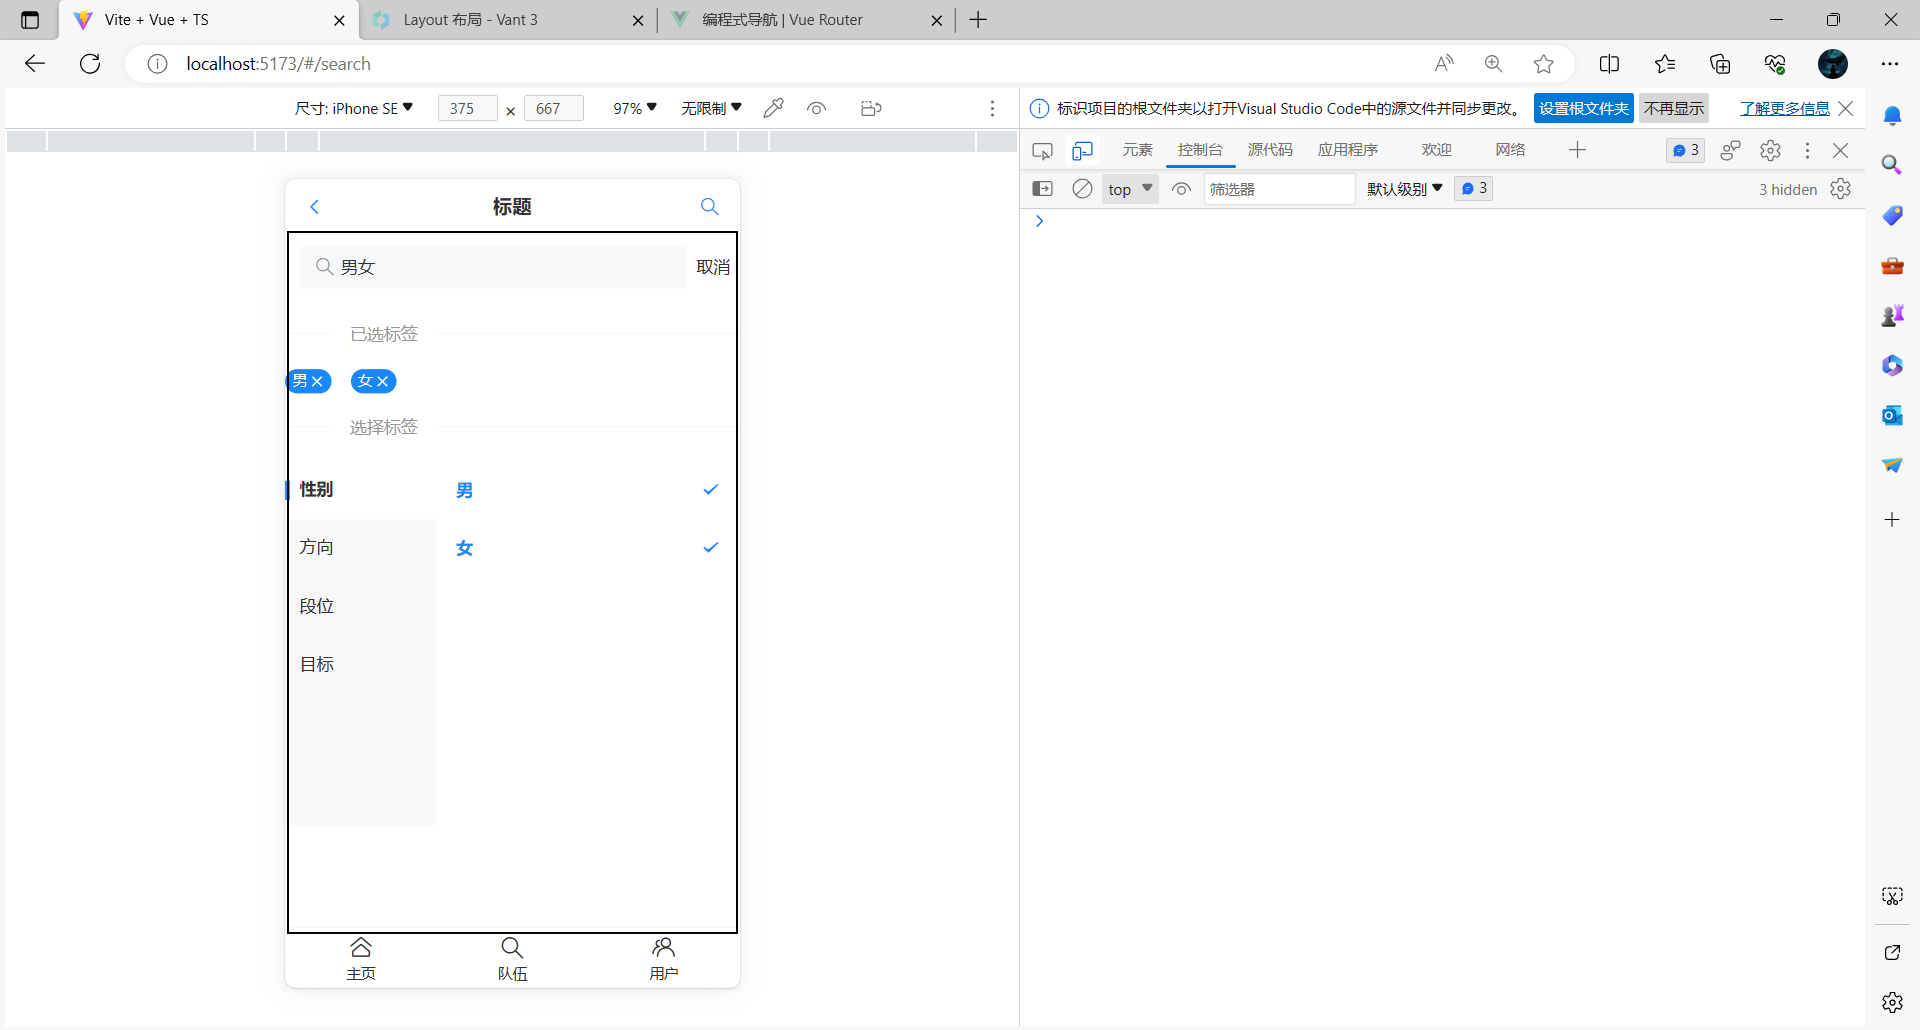 Vite + Vue + TS
Layout 布局 - Vant 3
编程式导航 | Vue Router
localhost:5173/#/search
尺寸: iPhone SE
375 × 667
97%
无限制
标识项目的根文件夹以打开Visual Studio Code中的源文件并同步更改。
设置根文件夹
不再显示
了解更多信息
元素
控制台
源代码
应用程序
欢迎
网络
3
top
筛选器
默认级别
3
3 hidden
标题
男女
取消
已选标签
男
女
选择标签
性别
男
方向
女
段位
目标
主页
队伍
用户